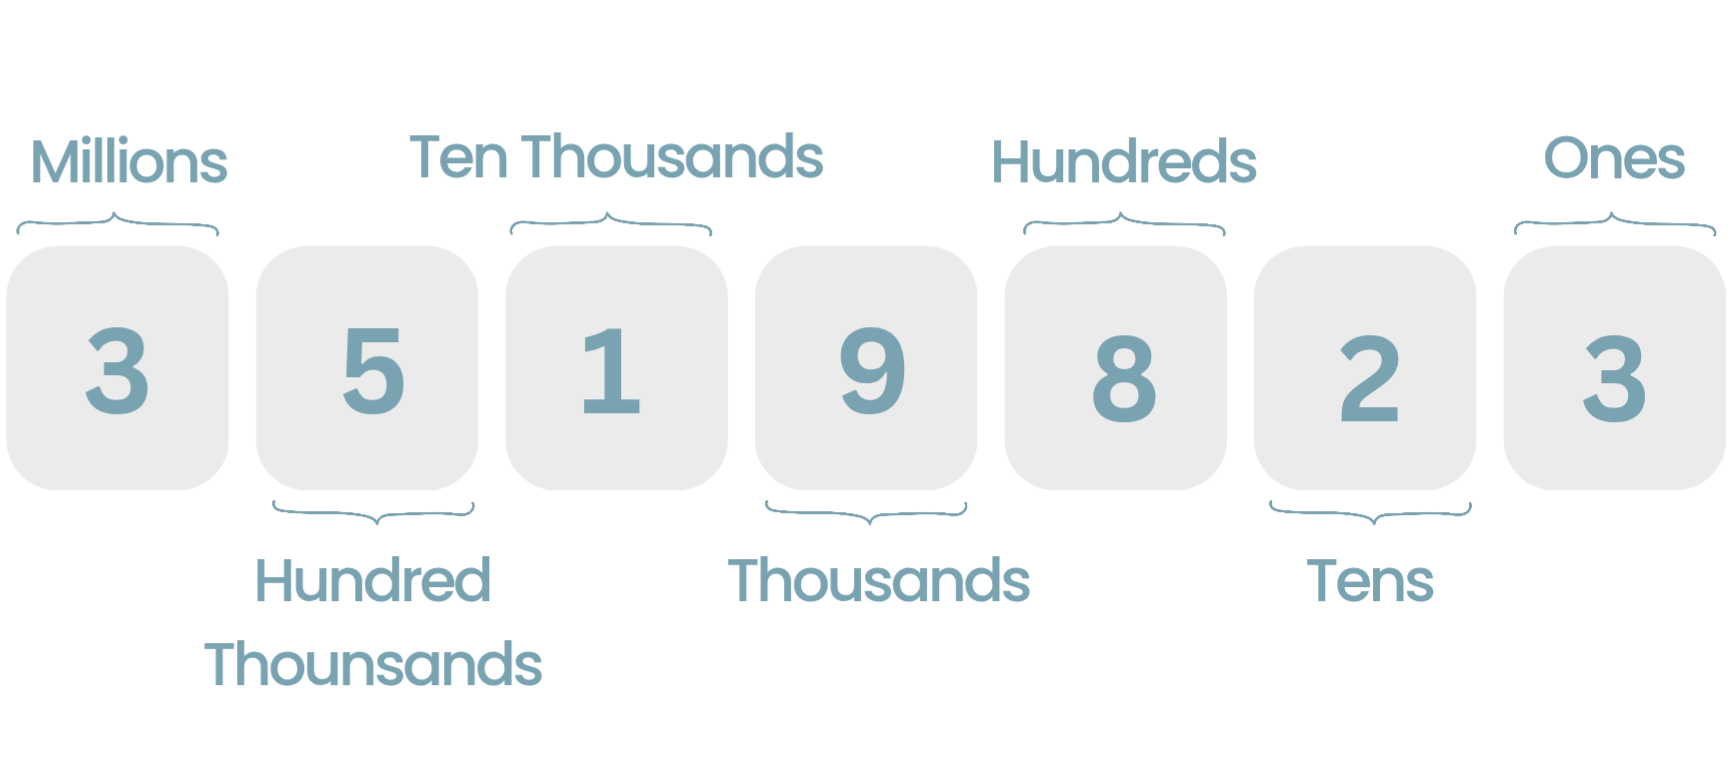 Millions
Ten Thousands
Hundreds
Ones
3 5 1 9 8 2 3
Hundred
Thounsands
Thousands
Tens